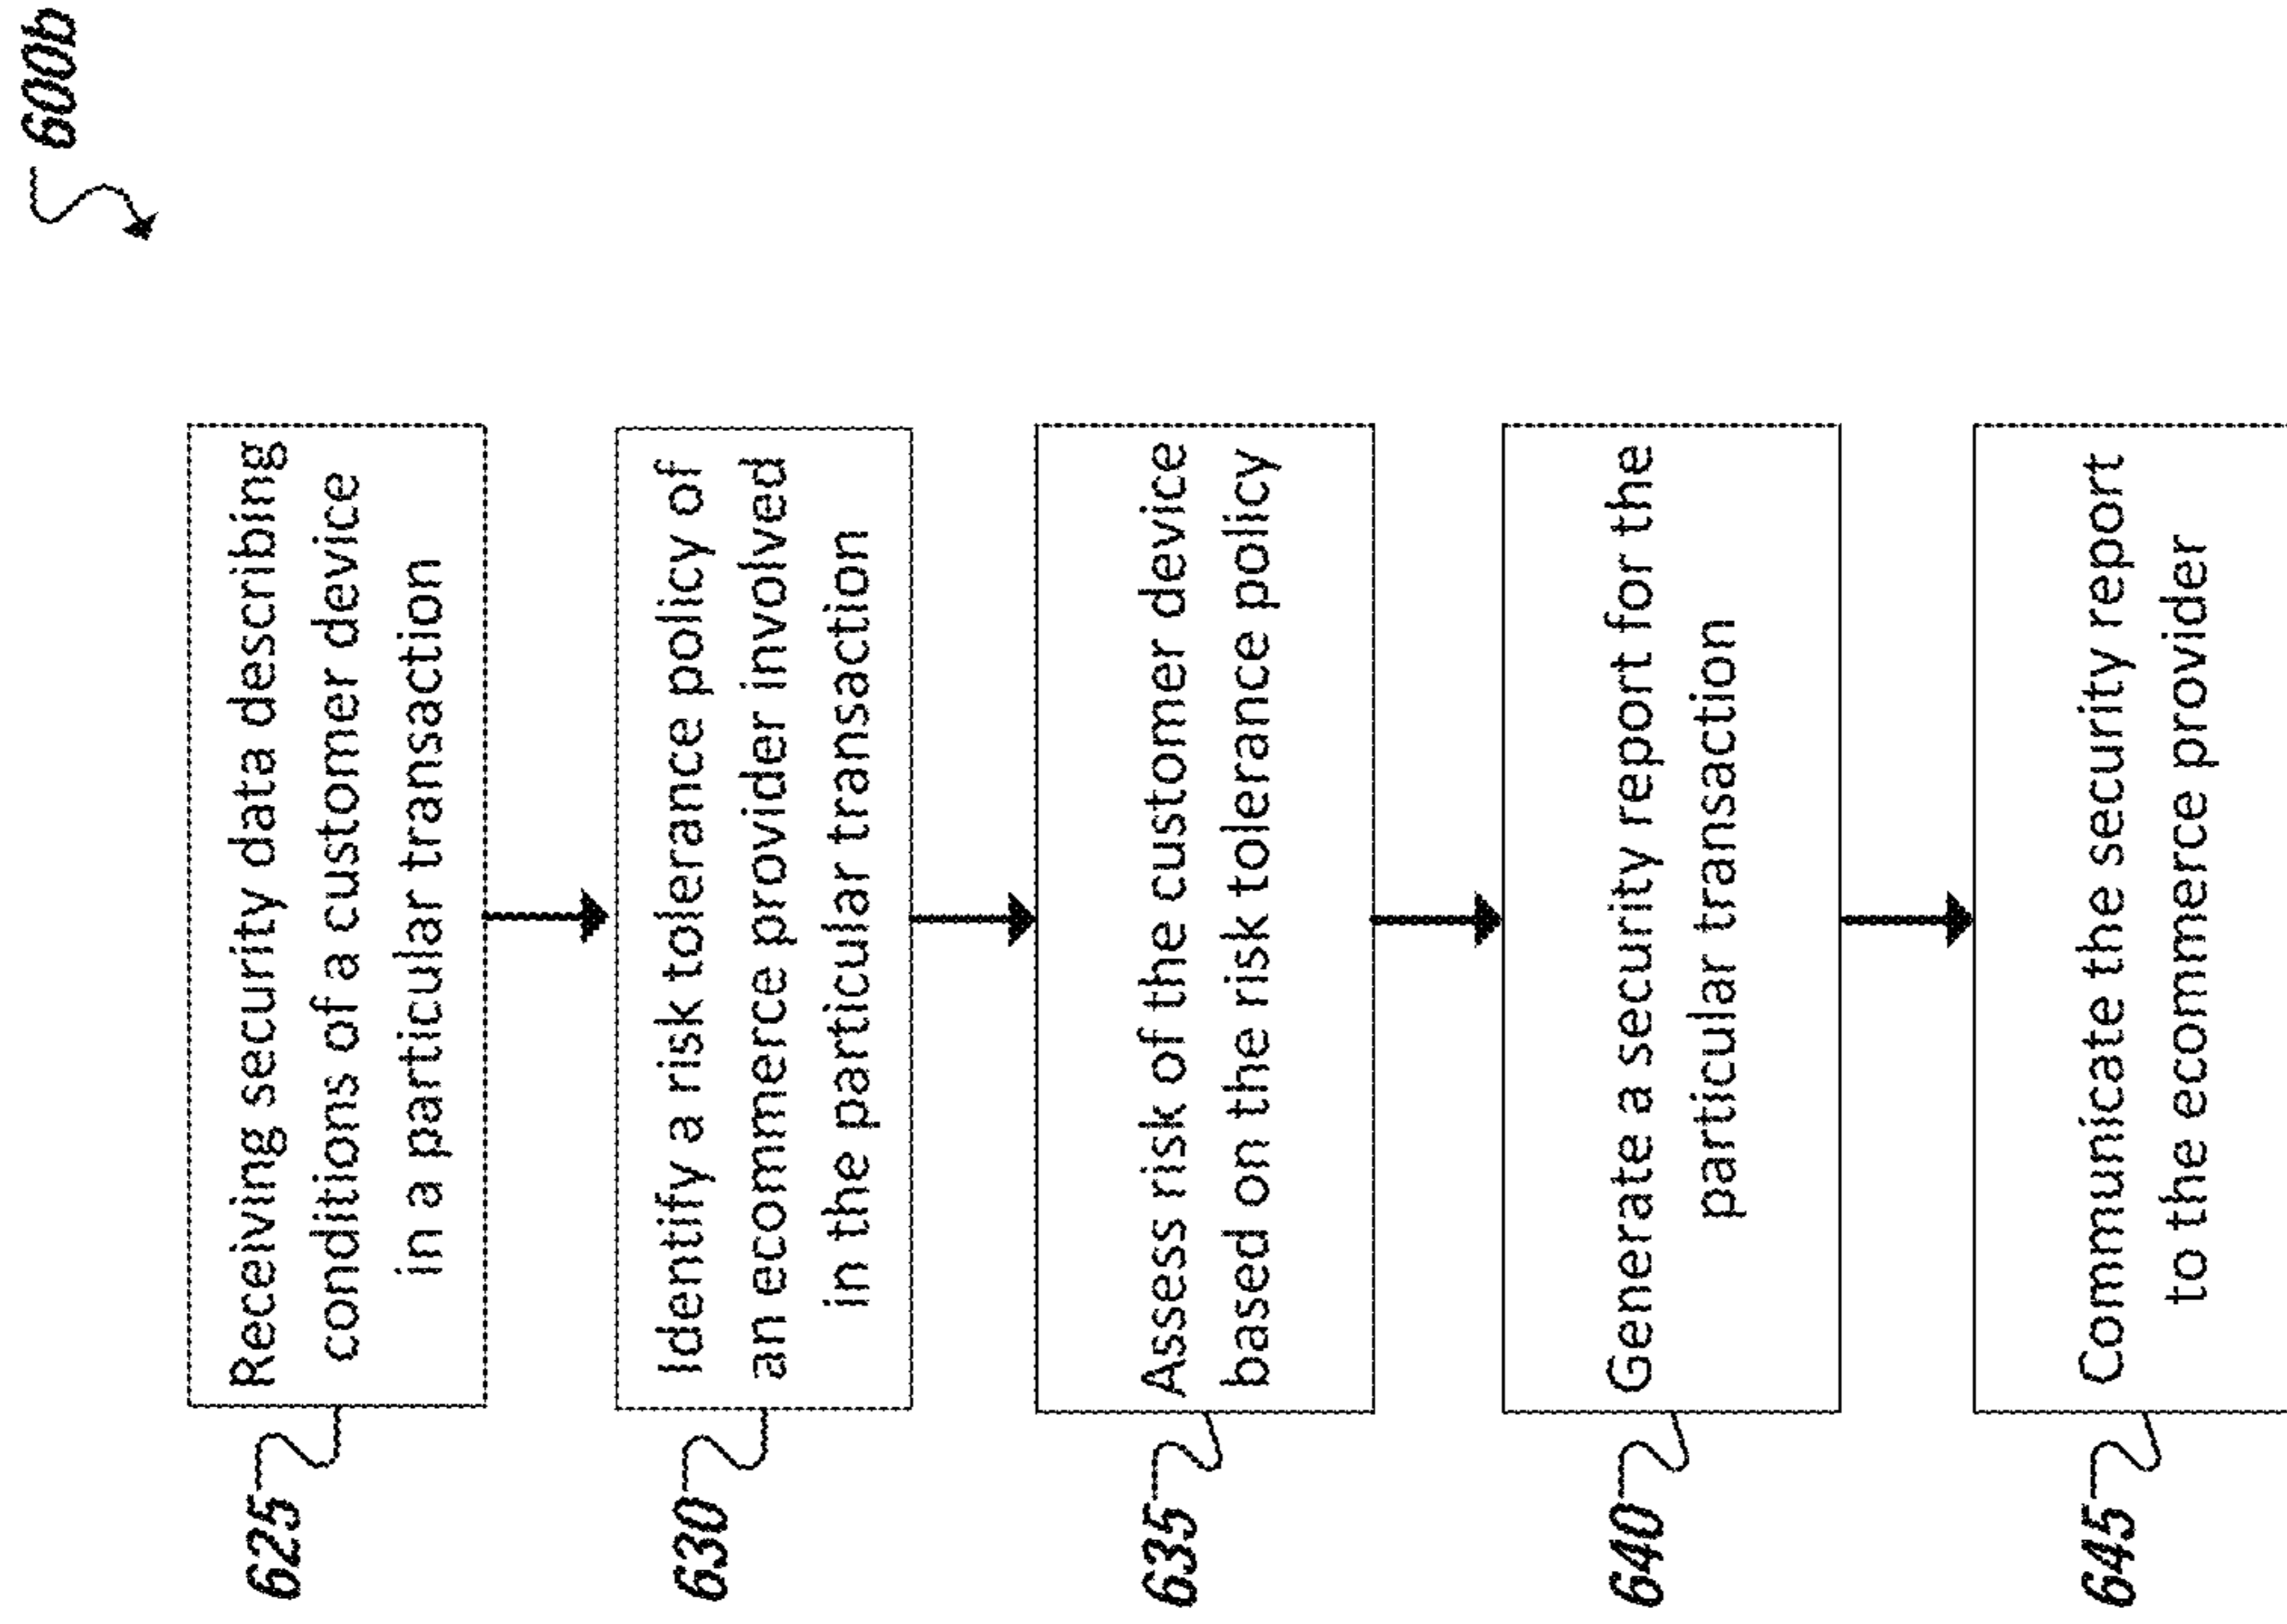 600b
625
Receiving security data describing
conditions of a customer device
in a particular transaction
630
Identify a risk tolerance policy of
an ecommerce provider involved
in the particular transaction
635
Assess risk of the customer device
based on the risk tolerance policy
640
Generate a security report for the
particular transaction
645
Communicate the security report
to the ecommerce provider